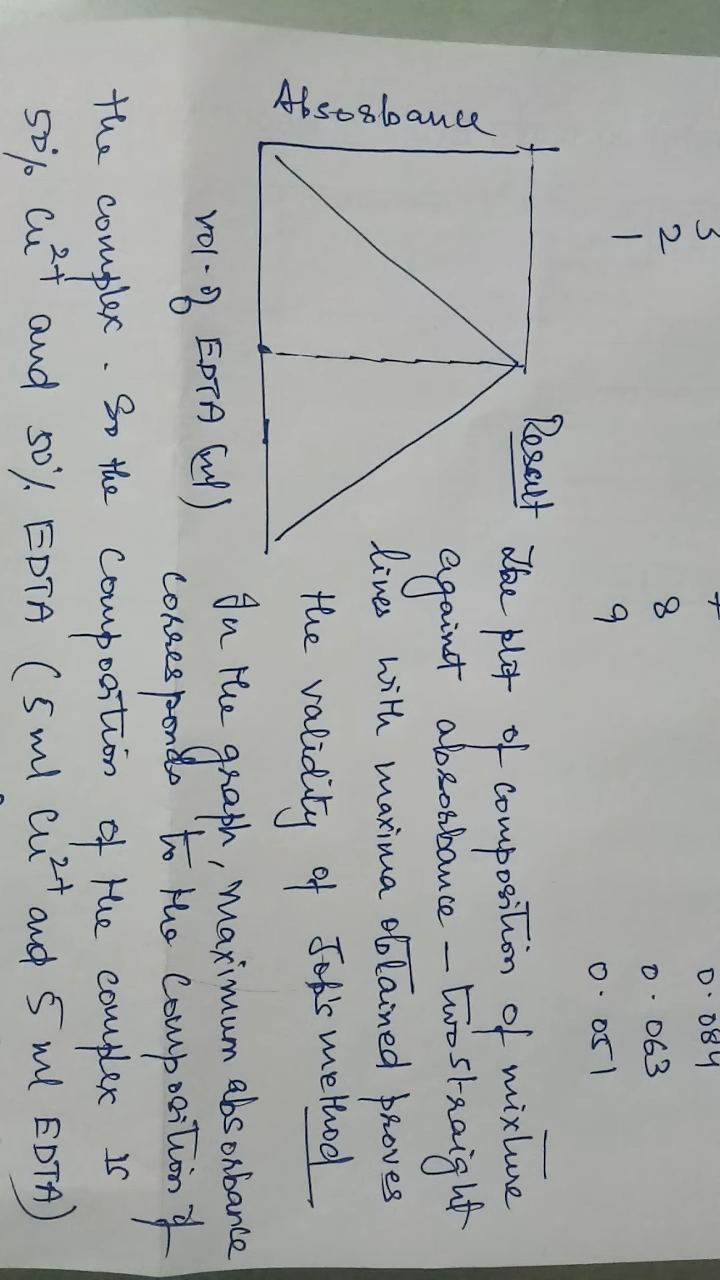 3 7 0.084
2 8 0.063
1 9 0.051
Absorbance
vol. of EDTA (ml)
Result The plot of composition of mixture
against absorbance – two straight
lines with maxima obtained proves
the validity of Job's method
In the graph, maximum absorbance
corresponds to the composition of
the complex. So the composition of the complex is
50% Cu2+ and 50% EDTA (5 ml Cu2+ and 5 ml EDTA)